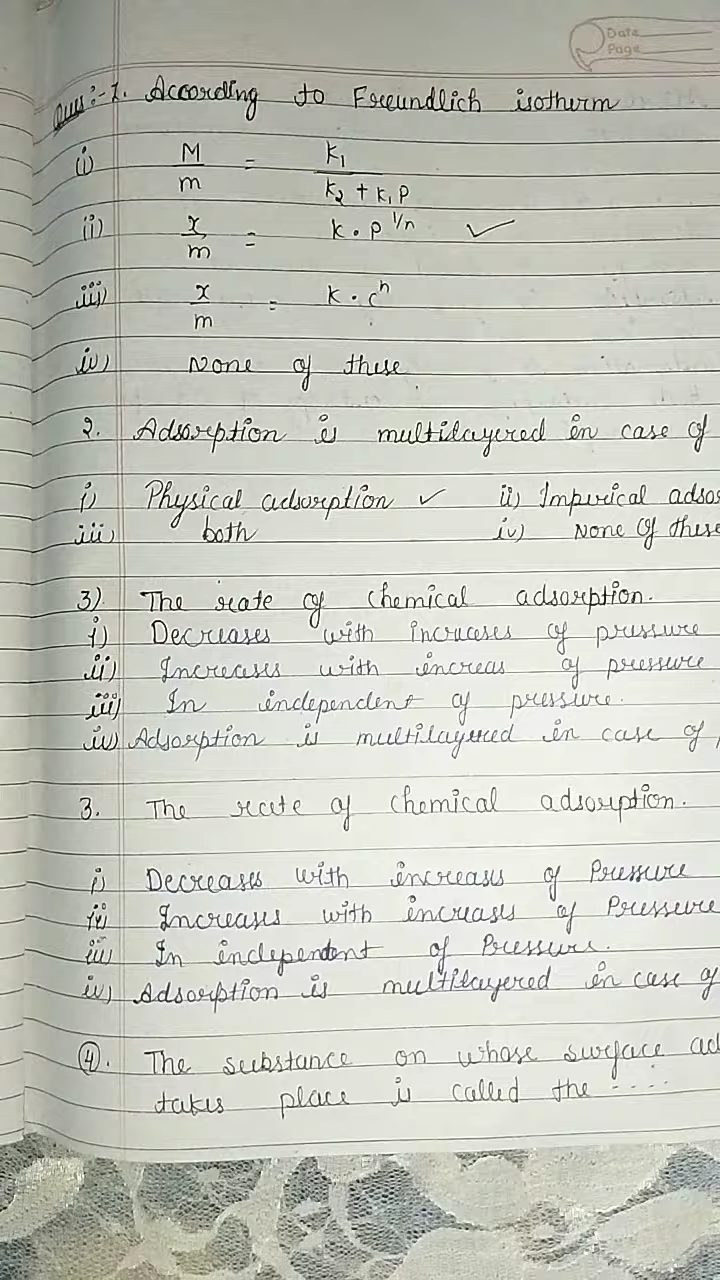 Date
Page
Ques:-1. According to Freundlich isotherm
i) M/m = K1/K2 + K1P
ii) x/m = K . P^1/n ✓
iii) x/m = K . C^n
iv) None of these
2. Adsorption is multilayered in case of
i) Physical adsorption ✓ ii) Imperical adsor
iii) both iv) None Of these
3). The rate of chemical adsorption.
i) Decreases with increases of pressure
ii) Increases with increas of pressure
iii) In independent of pressure.
iv) Adsorption is multilayered in case of
3. The rate of chemical adsorption.
i) Decreases with increases of Pressure
ii) Increases with increases of Pressure
iii) In independent of Pressure.
iv) Adsorption is multilayered in case of
4. The substance on whose surface ad
takes place is called the ....